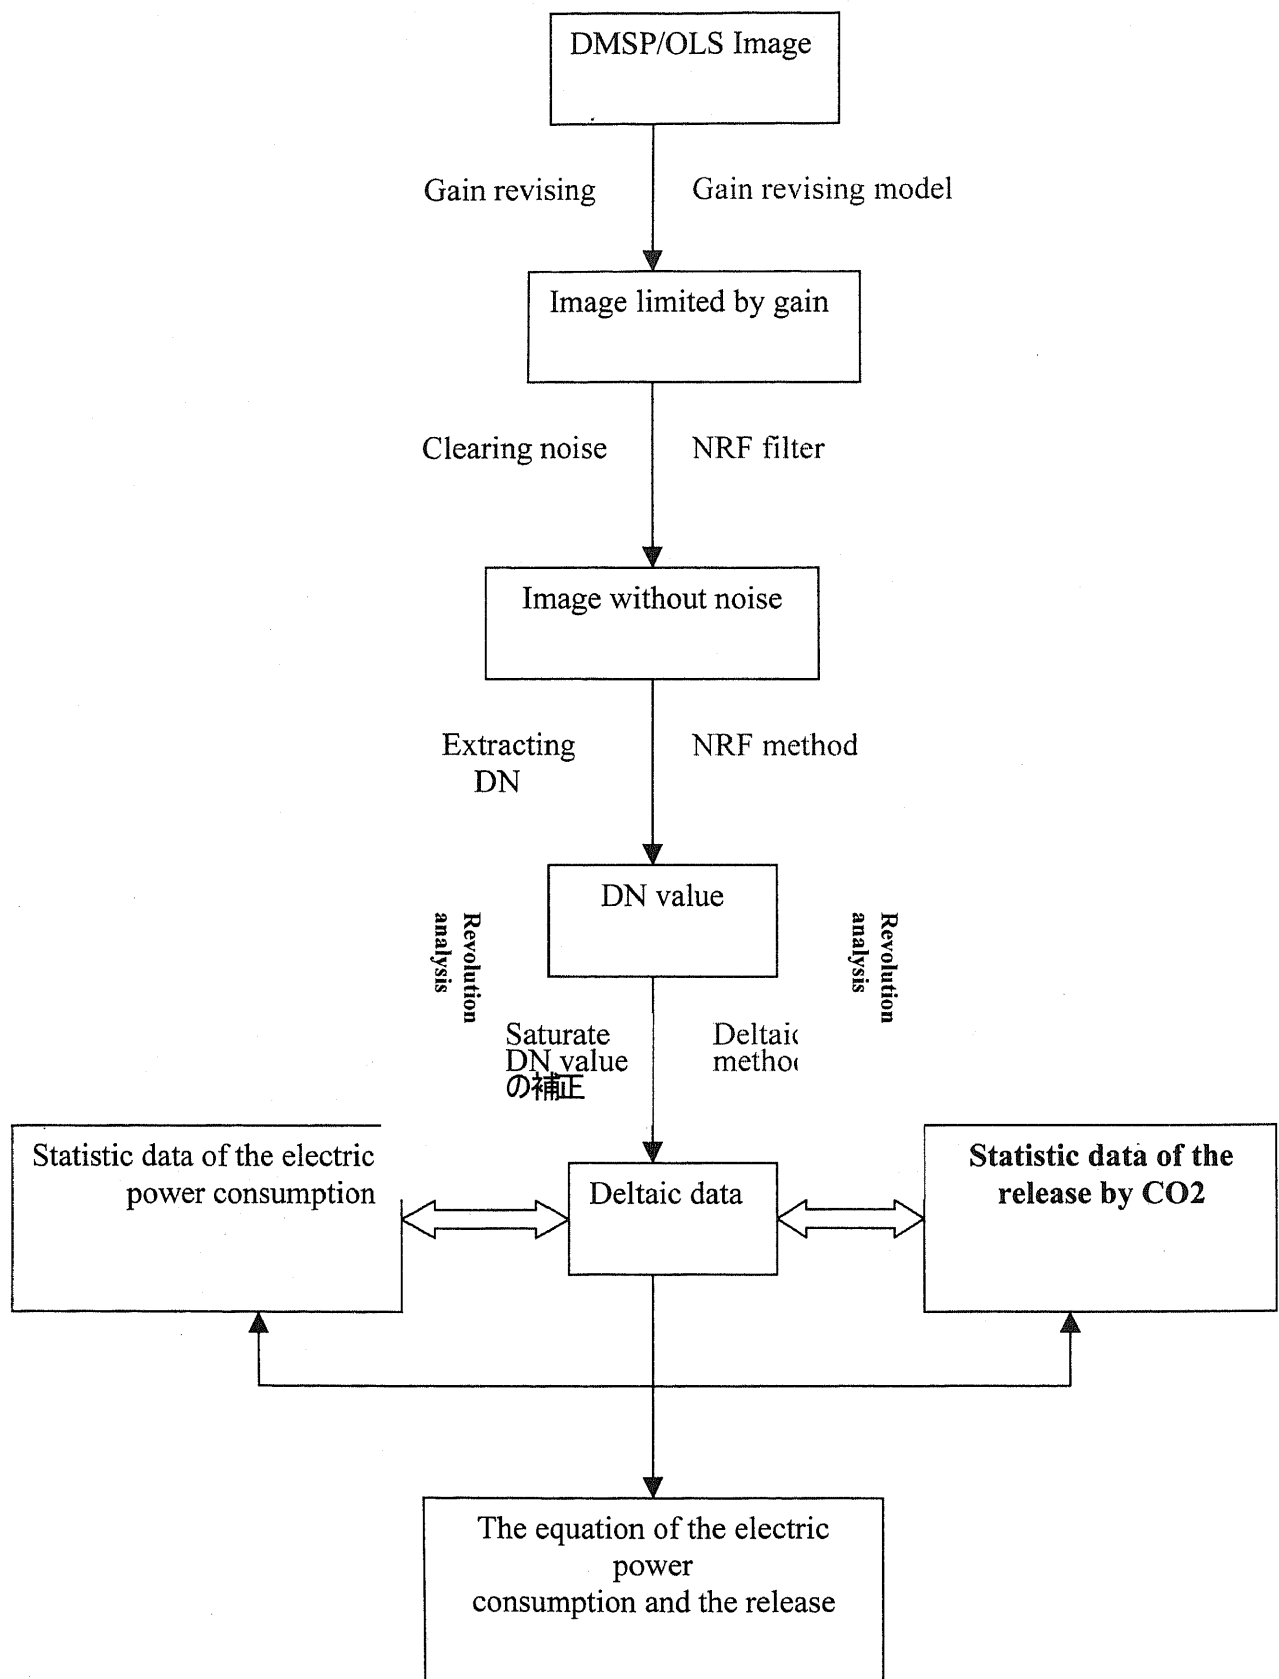 DMSP/OLS Image
Gain revising
Gain revising model
Image limited by gain
Clearing noise
NRF filter
Image without noise
Extracting
DN
NRF method
DN value
Revolution
analysis
Revolution
analysis
Saturate
DN value
の補正
Deltaic
method
Statistic data of the electric
power consumption
Deltaic data
Statistic data of the
release by CO2
The equation of the electric
power
consumption and the release